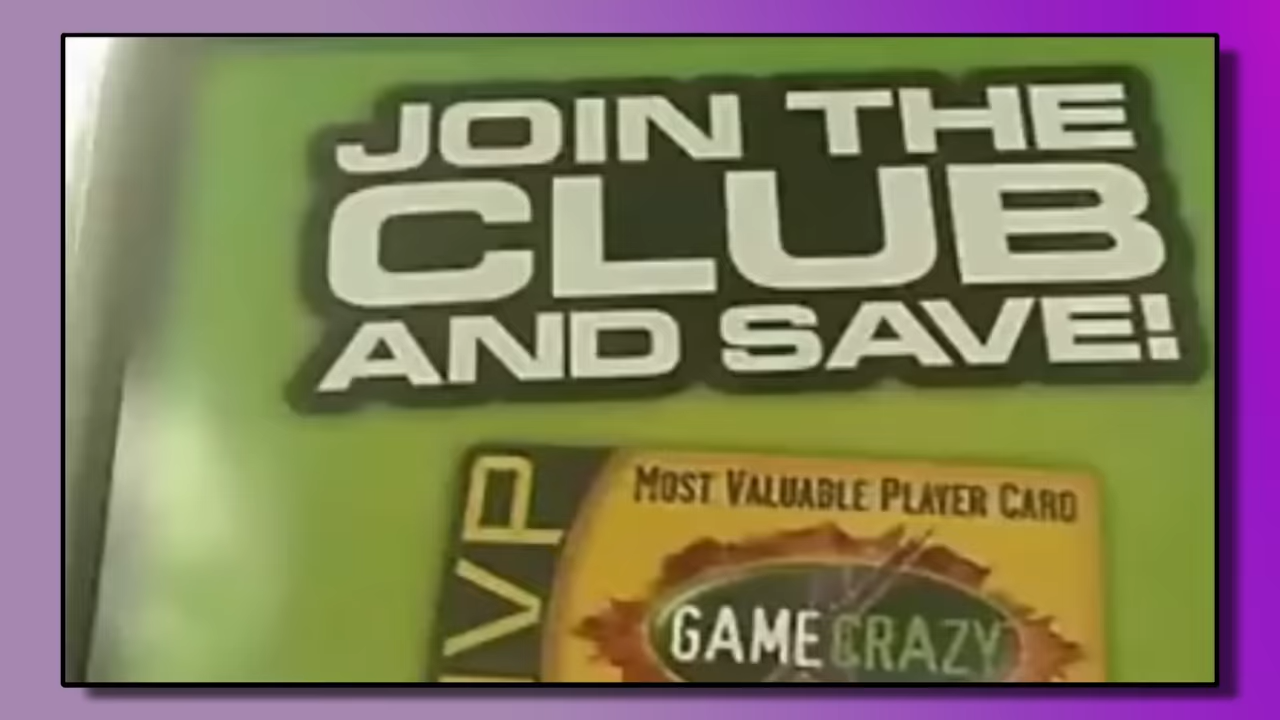 JOIN THE
CLUB
AND SAVE!
MVP
MOST VALUABLE PLAYER CARD
GAME CRAZY